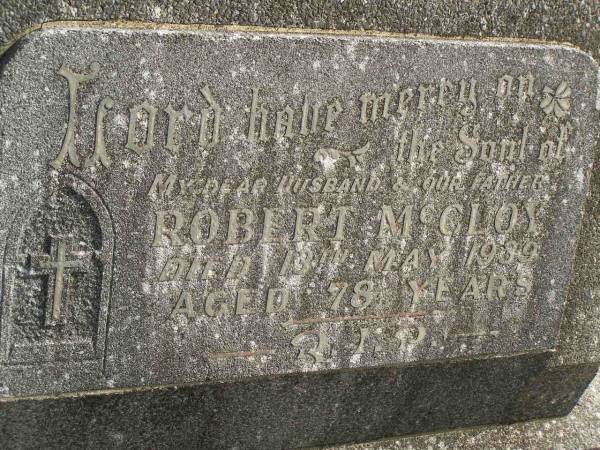 Lord have mercy on
the Soul of
MY DEAR HUSBAND & OUR FATHER
ROBERT McCLOY
DIED 13TH MAY 1939
AGED 78 YEARS
R.I.P.